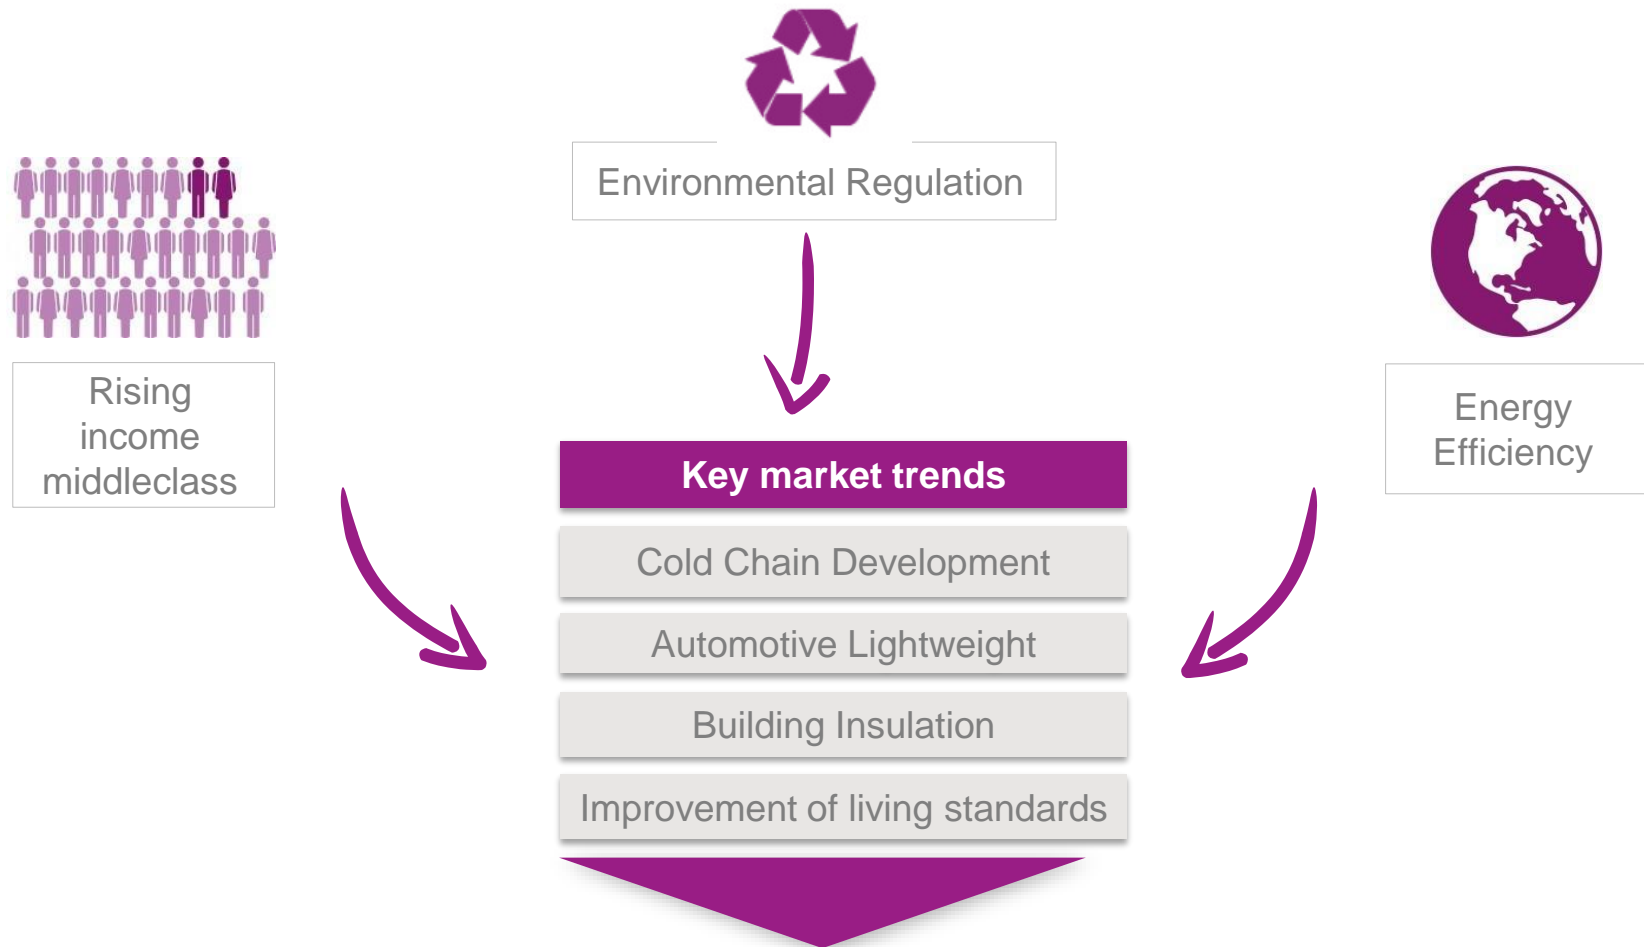 Environmental Regulation
Rising
income
middleclass
Energy
Efficiency
Key market trends
Cold Chain Development
Automotive Lightweight
Building Insulation
Improvement of living standards